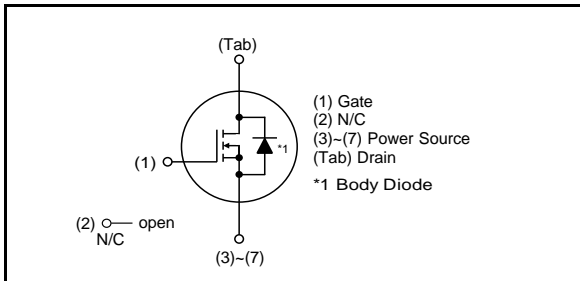 (Tab)
(1) Gate
(2) N/C
(3)~(7) Power Source
(Tab) Drain
*1 Body Diode
*1
(1)
(2)
open
N/C
(3)~(7)